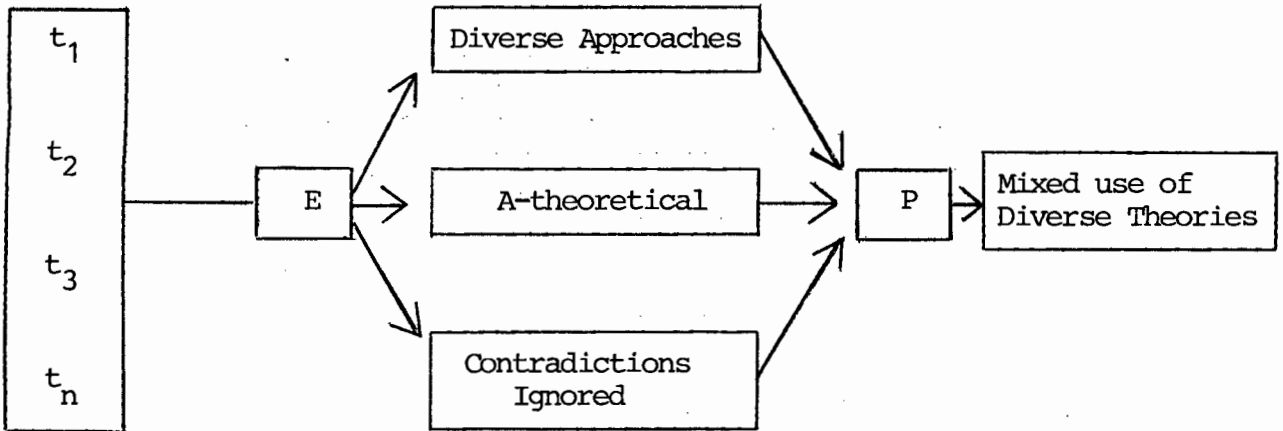 t1
t2
t3
tn
E
Diverse Approaches
A-theoretical
Contradictions
Ignored
P
Mixed use of
Diverse Theories